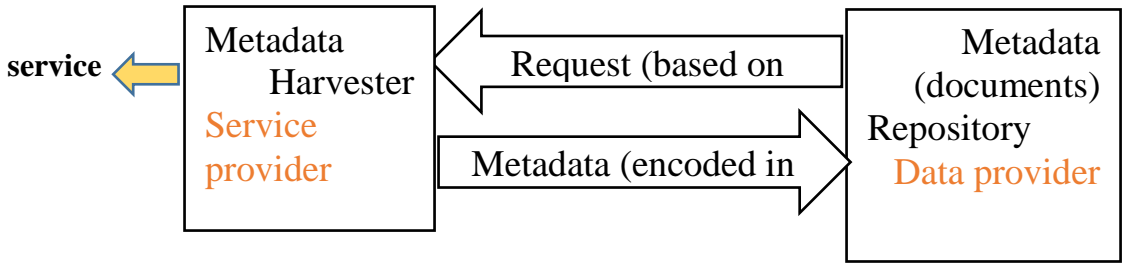 service
Metadata
Harvester
Service
provider
Request (based on
Metadata (encoded in
Metadata
(documents)
Repository
Data provider